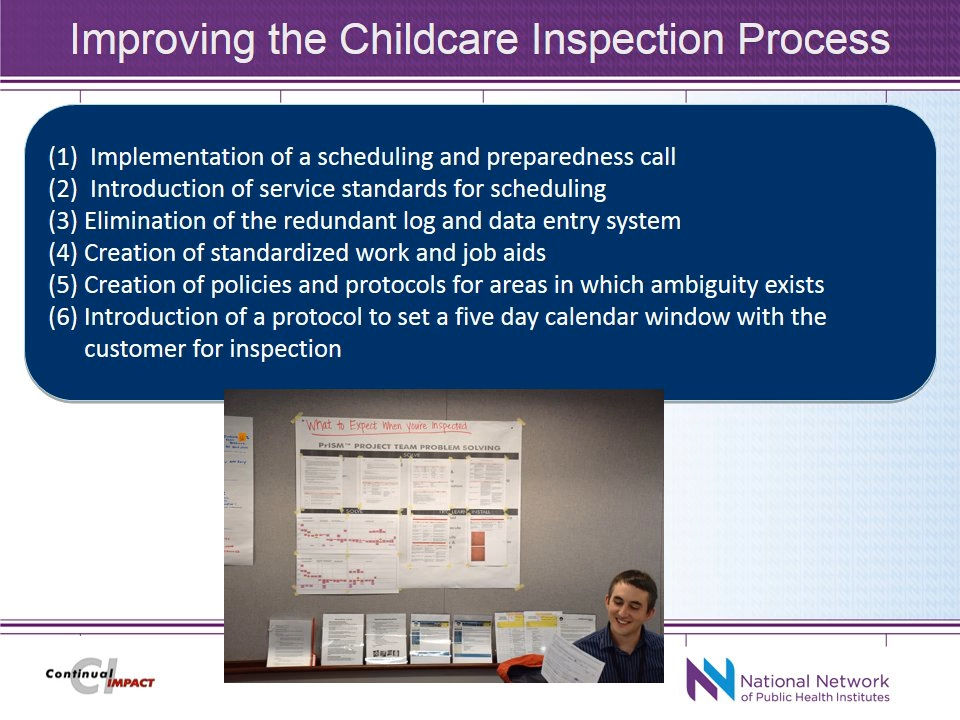 Improving the Childcare Inspection Process
(1) Implementation of a scheduling and preparedness call
(2) Introduction of service standards for scheduling
(3) Elimination of the redundant log and data entry system
(4) Creation of standardized work and job aids
(5) Creation of policies and protocols for areas in which ambiguity exists
(6) Introduction of a protocol to set a five day calendar window with the
customer for inspection
What to Expect When you're Inspected
PrISM™ PROJECT TEAM PROBLEM SOLVING
SOLVE
CI
Continual
IMPACT
National Network
of Public Health Institutes